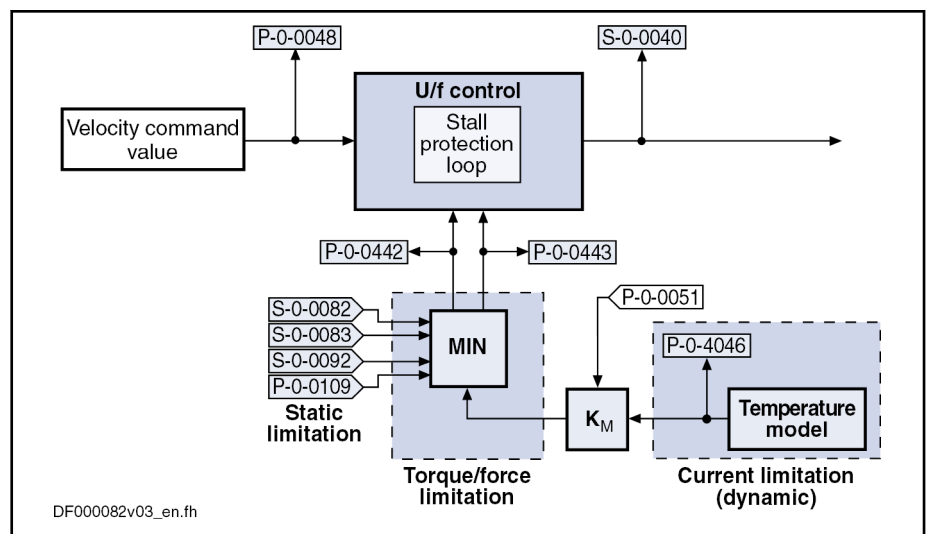 P-0-0048
S-0-0040
U/f control
Velocity command
value
Stall
protection
loop
P-0-0442
P-0-0443
S-0-0082
S-0-0083
S-0-0092
P-0-0109
Static
limitation
MIN
P-0-0051
P-0-4046
KM
Temperature
model
Torque/force
limitation
Current limitation
(dynamic)
DF000082v03_en.fh